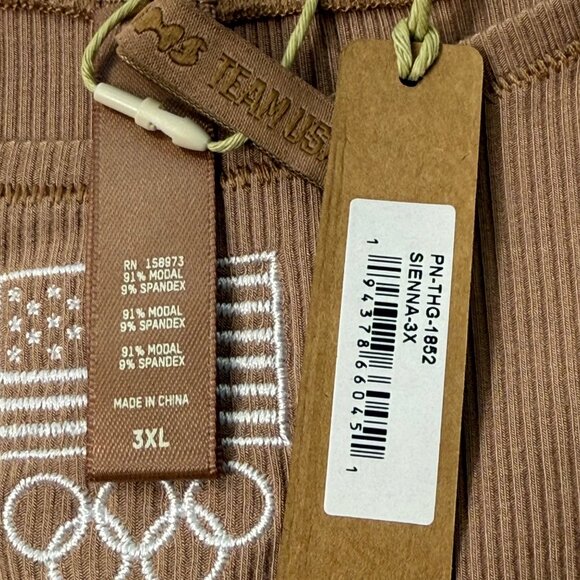 TEAM USA
RN 158973
91% MODAL
9% SPANDEX
91% MODAL
9% SPANDEX
91% MODAL
9% SPANDEX
MADE IN CHINA
3XL
PN-THG-1852
SIENNA-3X
1 94378 66045 1